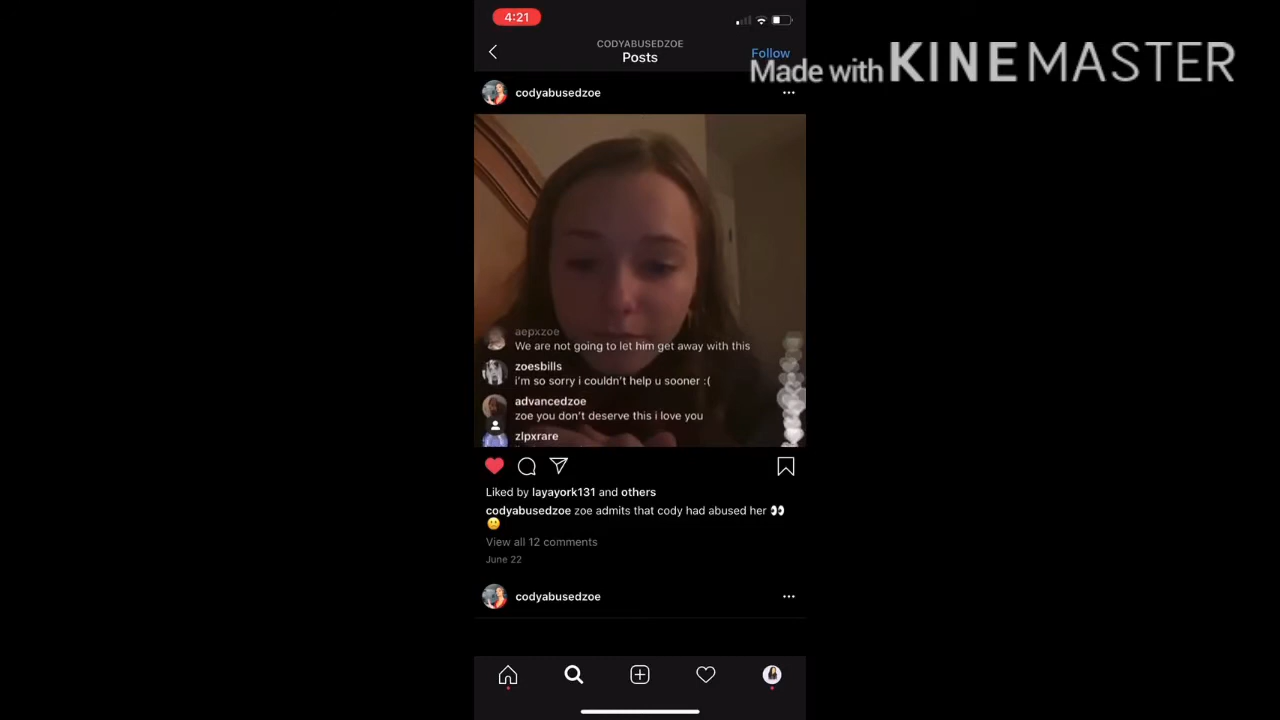 4:21
CODYABUSEDZOE
Posts
Follow
Made with KINEMASTER
codyabusedzoe
aepxzoe
We are not going to let him get away with this
zoesbills
i'm so sorry i couldn't help u sooner :(
advancedzoe
zoe you don't deserve this i love you
zlpxrare
Liked by layayork131 and others
codyabusedzoe zoe admits that cody had abused her 👀
🙁
View all 12 comments
June 22
codyabusedzoe